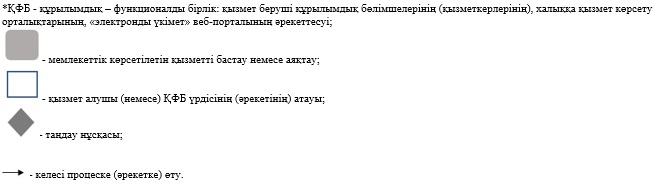 *ҚФБ - құрылымдық – функционалды бірлік: қызмет беруші құрылымдық бөлімшелерінің (қызметкерлерінің), халыққа қызмет көрсету
орталықтарының, «электронды үкімет» веб-порталының әрекеттесуі;
- мемлекеттік көрсетілетін қызметті бастау немесе аяқтау;
- қызмет алушы (немесе) ҚФБ үрдісінің (әрекетінің) атауы;
- таңдау нұсқасы;
- келесі процеске (әрекетке) өту.